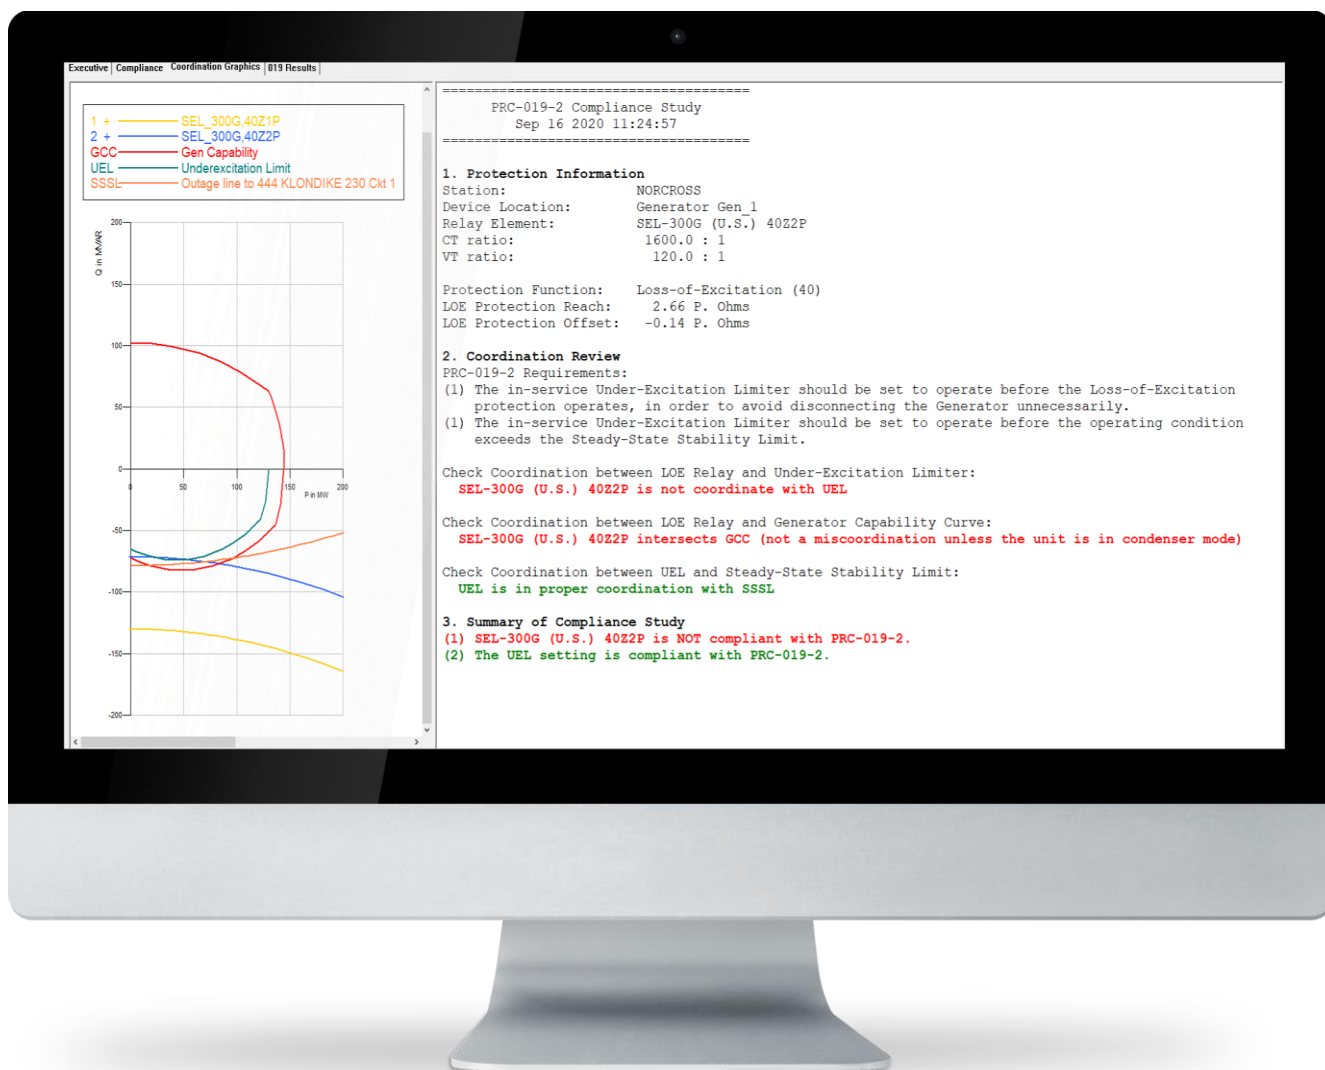 Executive Compliance Coordination Graphics 019 Results
1 + SEL_300G,40Z1P
2 + SEL_300G,40Z2P
GCC Gen Capability
UEL Underexcitation Limit
SSSL Outage line to 444 KLONDIKE 230 Ckt 1
Q in MVAR
200
150
100
50
0
-50
-100
-150
-200
0 50 100 150 200
P in MW
=======================================
PRC-019-2 Compliance Study
Sep 16 2020 11:24:57
=======================================
1. Protection Information
Station: NORCROSS
Device Location: Generator Gen_1
Relay Element: SEL-300G (U.S.) 40Z2P
CT ratio: 1600.0 : 1
VT ratio: 120.0 : 1
Protection Function: Loss-of-Excitation (40)
LOE Protection Reach: 2.66 P. Ohms
LOE Protection Offset: -0.14 P. Ohms
2. Coordination Review
PRC-019-2 Requirements:
(1) The in-service Under-Excitation Limiter should be set to operate before the Loss-of-Excitation
protection operates, in order to avoid disconnecting the Generator unnecessarily.
(1) The in-service Under-Excitation Limiter should be set to operate before the operating condition
exceeds the Steady-State Stability Limit.
Check Coordination between LOE Relay and Under-Excitation Limiter:
SEL-300G (U.S.) 40Z2P is not coordinate with UEL
Check Coordination between LOE Relay and Generator Capability Curve:
SEL-300G (U.S.) 40Z2P intersects GCC (not a miscoordination unless the unit is in condenser mode)
Check Coordination between UEL and Steady-State Stability Limit:
UEL is in proper coordination with SSSL
3. Summary of Compliance Study
(1) SEL-300G (U.S.) 40Z2P is NOT compliant with PRC-019-2.
(2) The UEL setting is compliant with PRC-019-2.